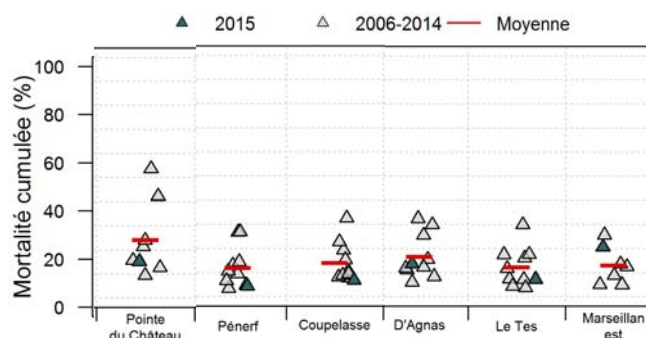 2015 2006-2014 Moyenne
Mortalité cumulée (%)
100
80
60
40
20
0
Pointe
du Château
Pénerf
Coupelasse
D'Agnas
Le Tes
Marseillan
est